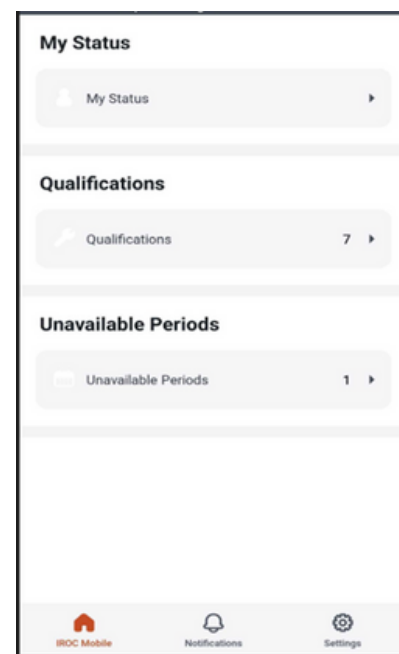 My Status
My Status
Qualifications
Qualifications 7
Unavailable Periods
Unavailable Periods 1
IROC Mobile Notifications Settings